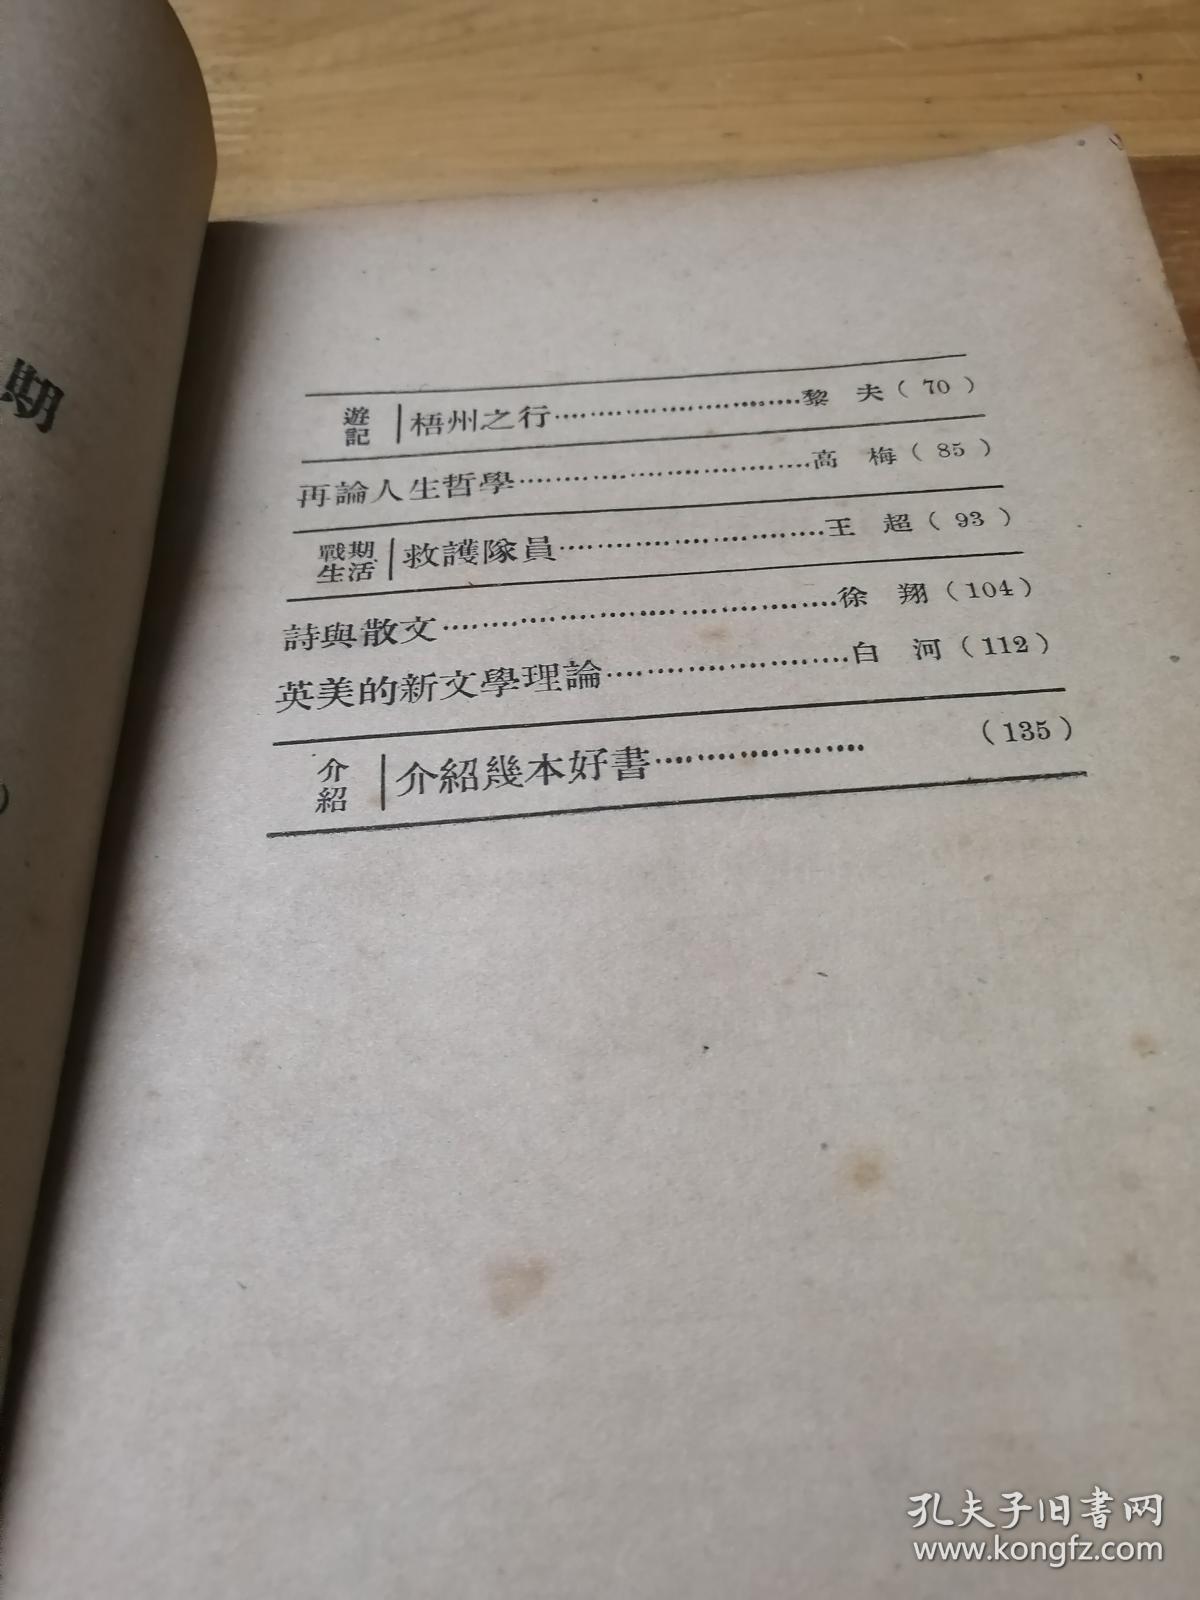 期
遊記 梧州之行……………………黎 夫（70）
再論人生哲學……………………高 梅（85）
戰期生活 救護隊員……………………王 超（93）
詩與散文……………………徐 翔（104）
英美的新文學理論……………………白 河（112）
介紹 介紹幾本好書……………………（135）
孔夫子旧書网
www.kongfz.com